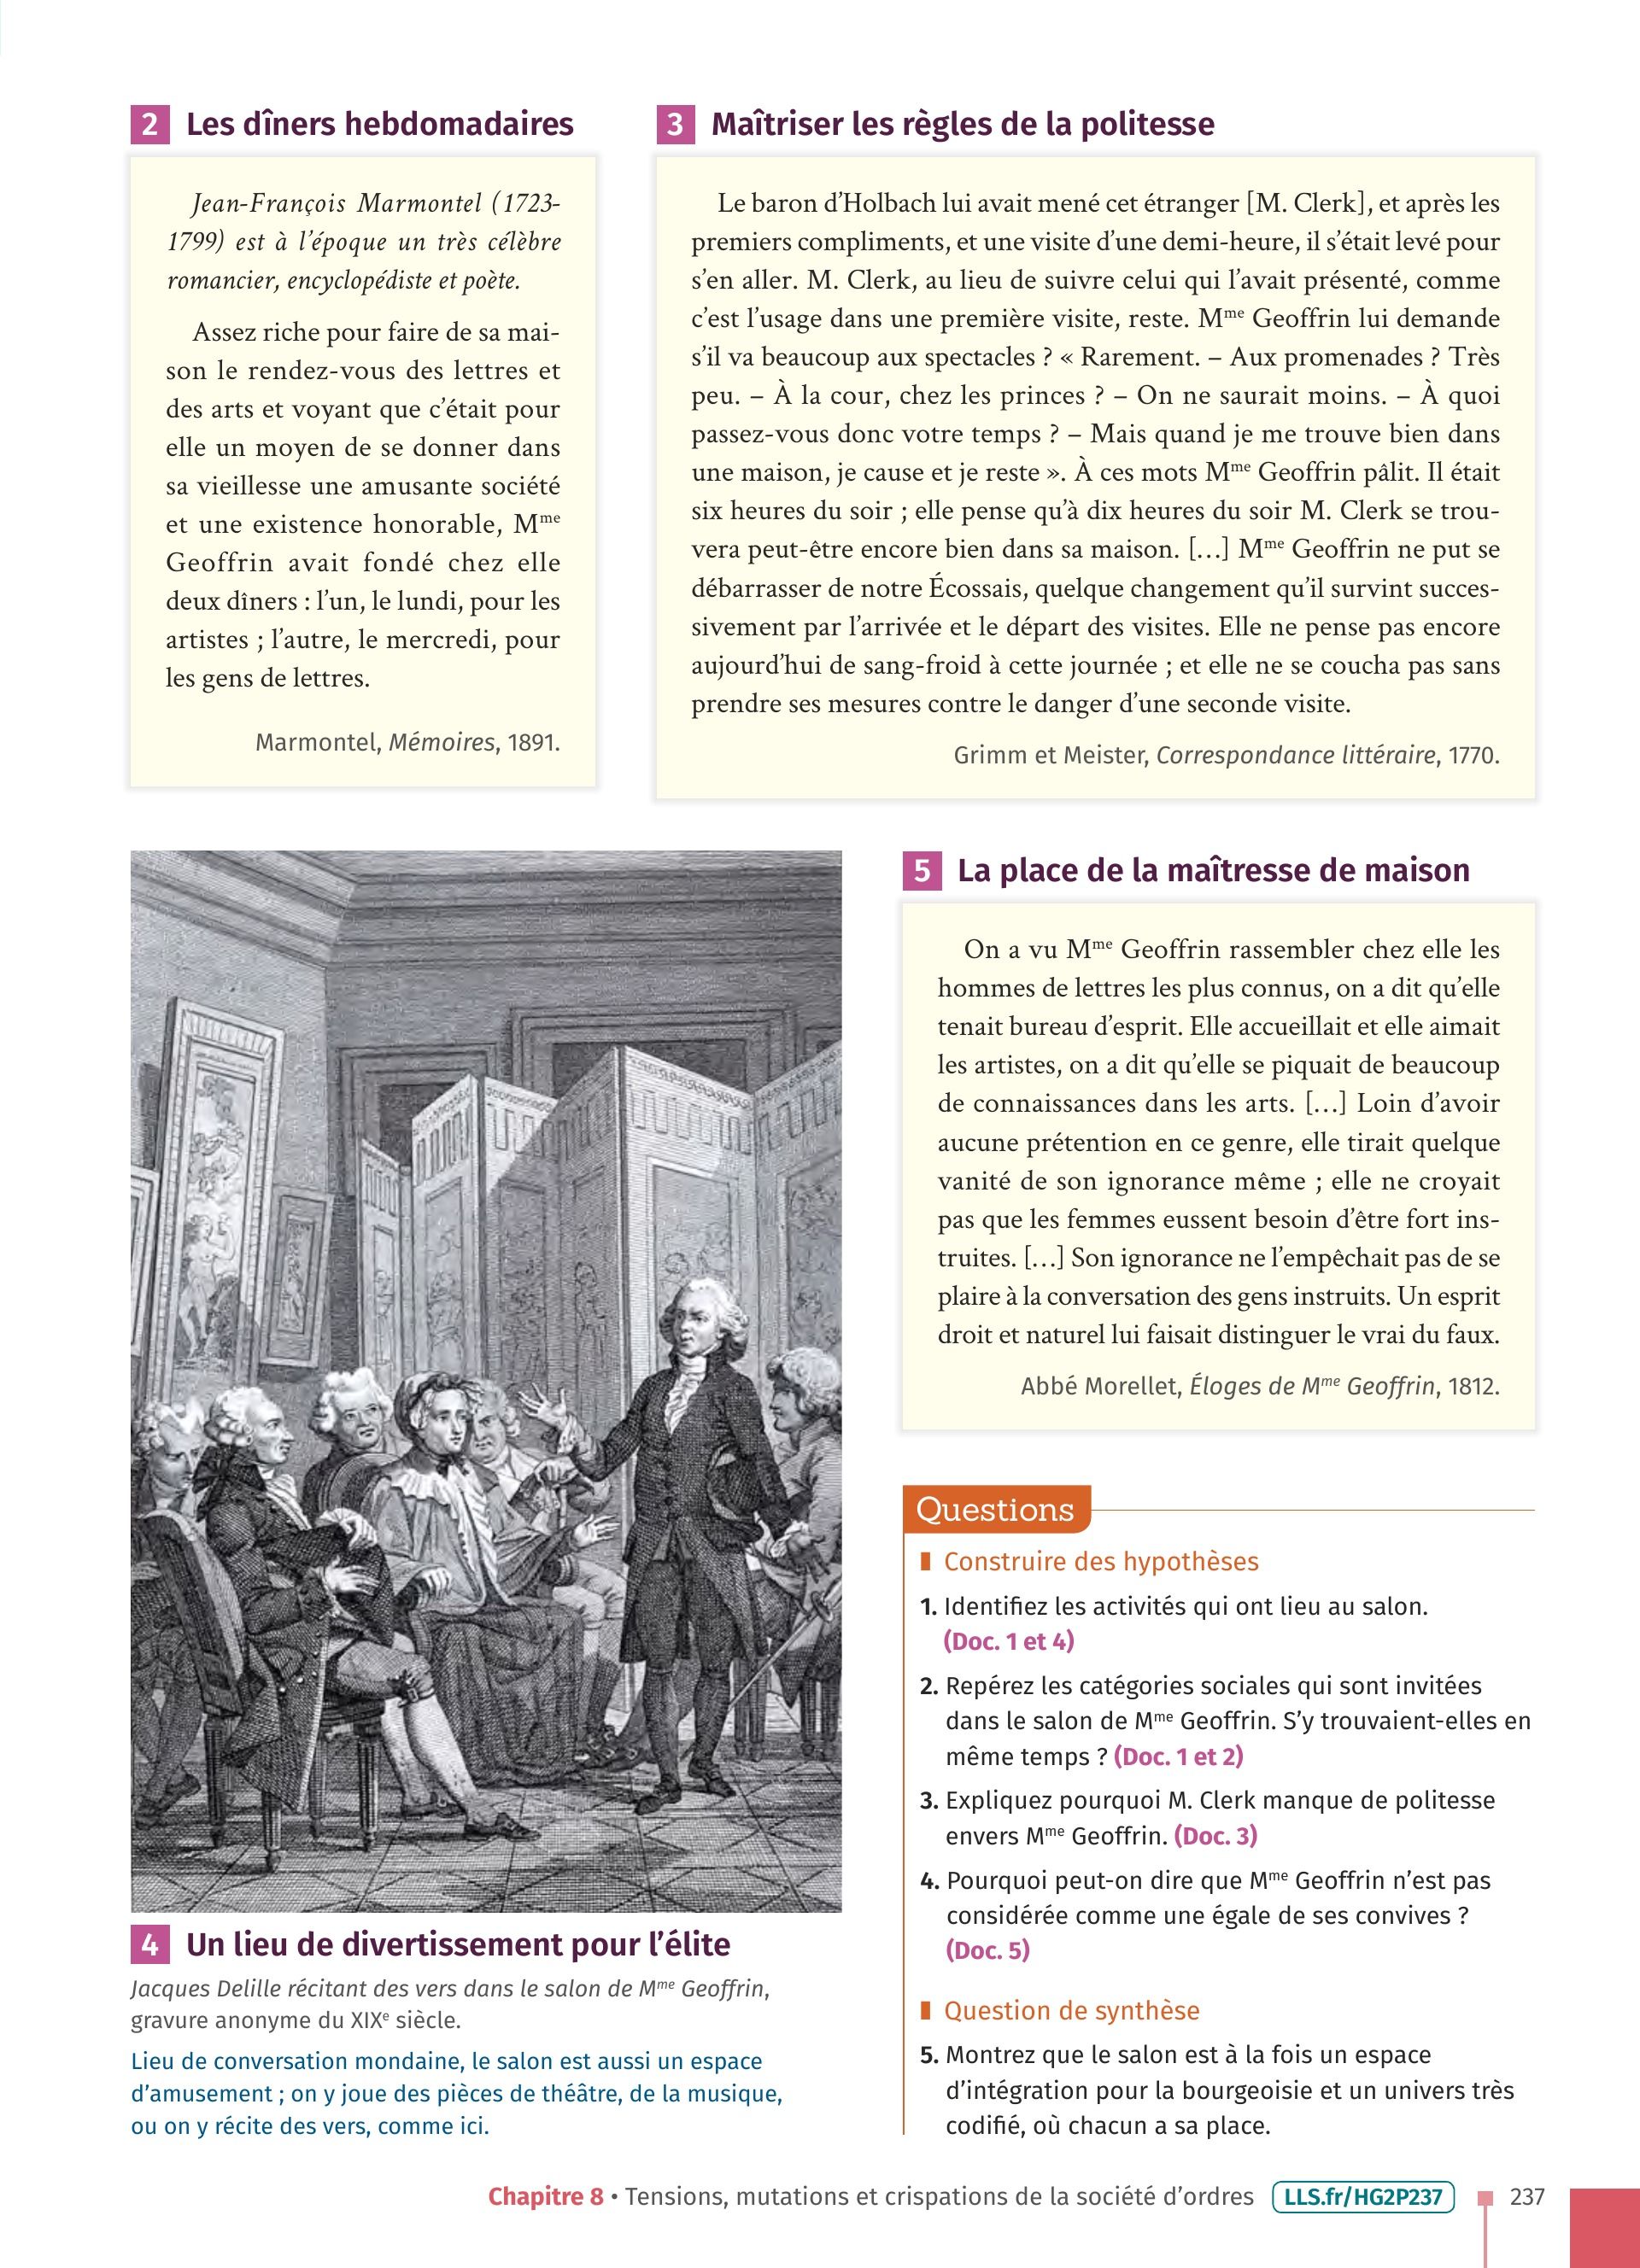 2 Les dîners hebdomadaires
Jean-François Marmontel (1723-
1799) est à l'époque un très célèbre
romancier, encyclopédiste et poète.
Assez riche pour faire de sa mai-
son le rendez-vous des lettres et
des arts et voyant que c'était pour
elle un moyen de se donner dans
sa vieillesse une amusante société
et une existence honorable, Mme
Geoffrin avait fondé chez elle
deux dîners : l'un, le lundi, pour les
artistes ; l'autre, le mercredi, pour
les gens de lettres.
Marmontel, Mémoires, 1891.
3 Maîtriser les règles de la politesse
Le baron d'Holbach lui avait mené cet étranger [M. Clerk], et après les
premiers compliments, et une visite d'une demi-heure, il s'était levé pour
s'en aller. M. Clerk, au lieu de suivre celui qui l'avait présenté, comme
c'est l'usage dans une première visite, reste. Mme Geoffrin lui demande
s'il va beaucoup aux spectacles ? « Rarement. – Aux promenades ? Très
peu. – À la cour, chez les princes ? – On ne saurait moins. – À quoi
passez-vous donc votre temps ? – Mais quand je me trouve bien dans
une maison, je cause et je reste ». À ces mots Mme Geoffrin pâlit. Il était
six heures du soir ; elle pense qu'à dix heures du soir M. Clerk se trou-
vera peut-être encore bien dans sa maison. […] Mme Geoffrin ne put se
débarrasser de notre Écossais, quelque changement qu'il survint succes-
sivement par l'arrivée et le départ des visites. Elle ne pense pas encore
aujourd'hui de sang-froid à cette journée ; et elle ne se coucha pas sans
prendre ses mesures contre le danger d'une seconde visite.
Grimm et Meister, Correspondance littéraire, 1770.
4 Un lieu de divertissement pour l'élite
Jacques Delille récitant des vers dans le salon de Mme Geoffrin,
gravure anonyme du XIXe siècle.
Lieu de conversation mondaine, le salon est aussi un espace
d'amusement ; on y joue des pièces de théâtre, de la musique,
ou on y récite des vers, comme ici.
5 La place de la maîtresse de maison
On a vu Mme Geoffrin rassembler chez elle les
hommes de lettres les plus connus, on a dit qu'elle
tenait bureau d'esprit. Elle accueillait et elle aimait
les artistes, on a dit qu'elle se piquait de beaucoup
de connaissances dans les arts. […] Loin d'avoir
aucune prétention en ce genre, elle tirait quelque
vanité de son ignorance même ; elle ne croyait
pas que les femmes eussent besoin d'être fort ins-
truites. […] Son ignorance ne l'empêchait pas de se
plaire à la conversation des gens instruits. Un esprit
droit et naturel lui faisait distinguer le vrai du faux.
Abbé Morellet, Éloges de Mme Geoffrin, 1812.
Questions
Construire des hypothèses
1. Identifiez les activités qui ont lieu au salon.
(Doc. 1 et 4)
2. Repérez les catégories sociales qui sont invitées
dans le salon de Mme Geoffrin. S'y trouvaient-elles en
même temps ? (Doc. 1 et 2)
3. Expliquez pourquoi M. Clerk manque de politesse
envers Mme Geoffrin. (Doc. 3)
4. Pourquoi peut-on dire que Mme Geoffrin n'est pas
considérée comme une égale de ses convives ?
(Doc. 5)
Question de synthèse
5. Montrez que le salon est à la fois un espace
d'intégration pour la bourgeoisie et un univers très
codifié, où chacun a sa place.
Chapitre 8 • Tensions, mutations et crispations de la société d'ordres LLS.fr/HG2P237 237